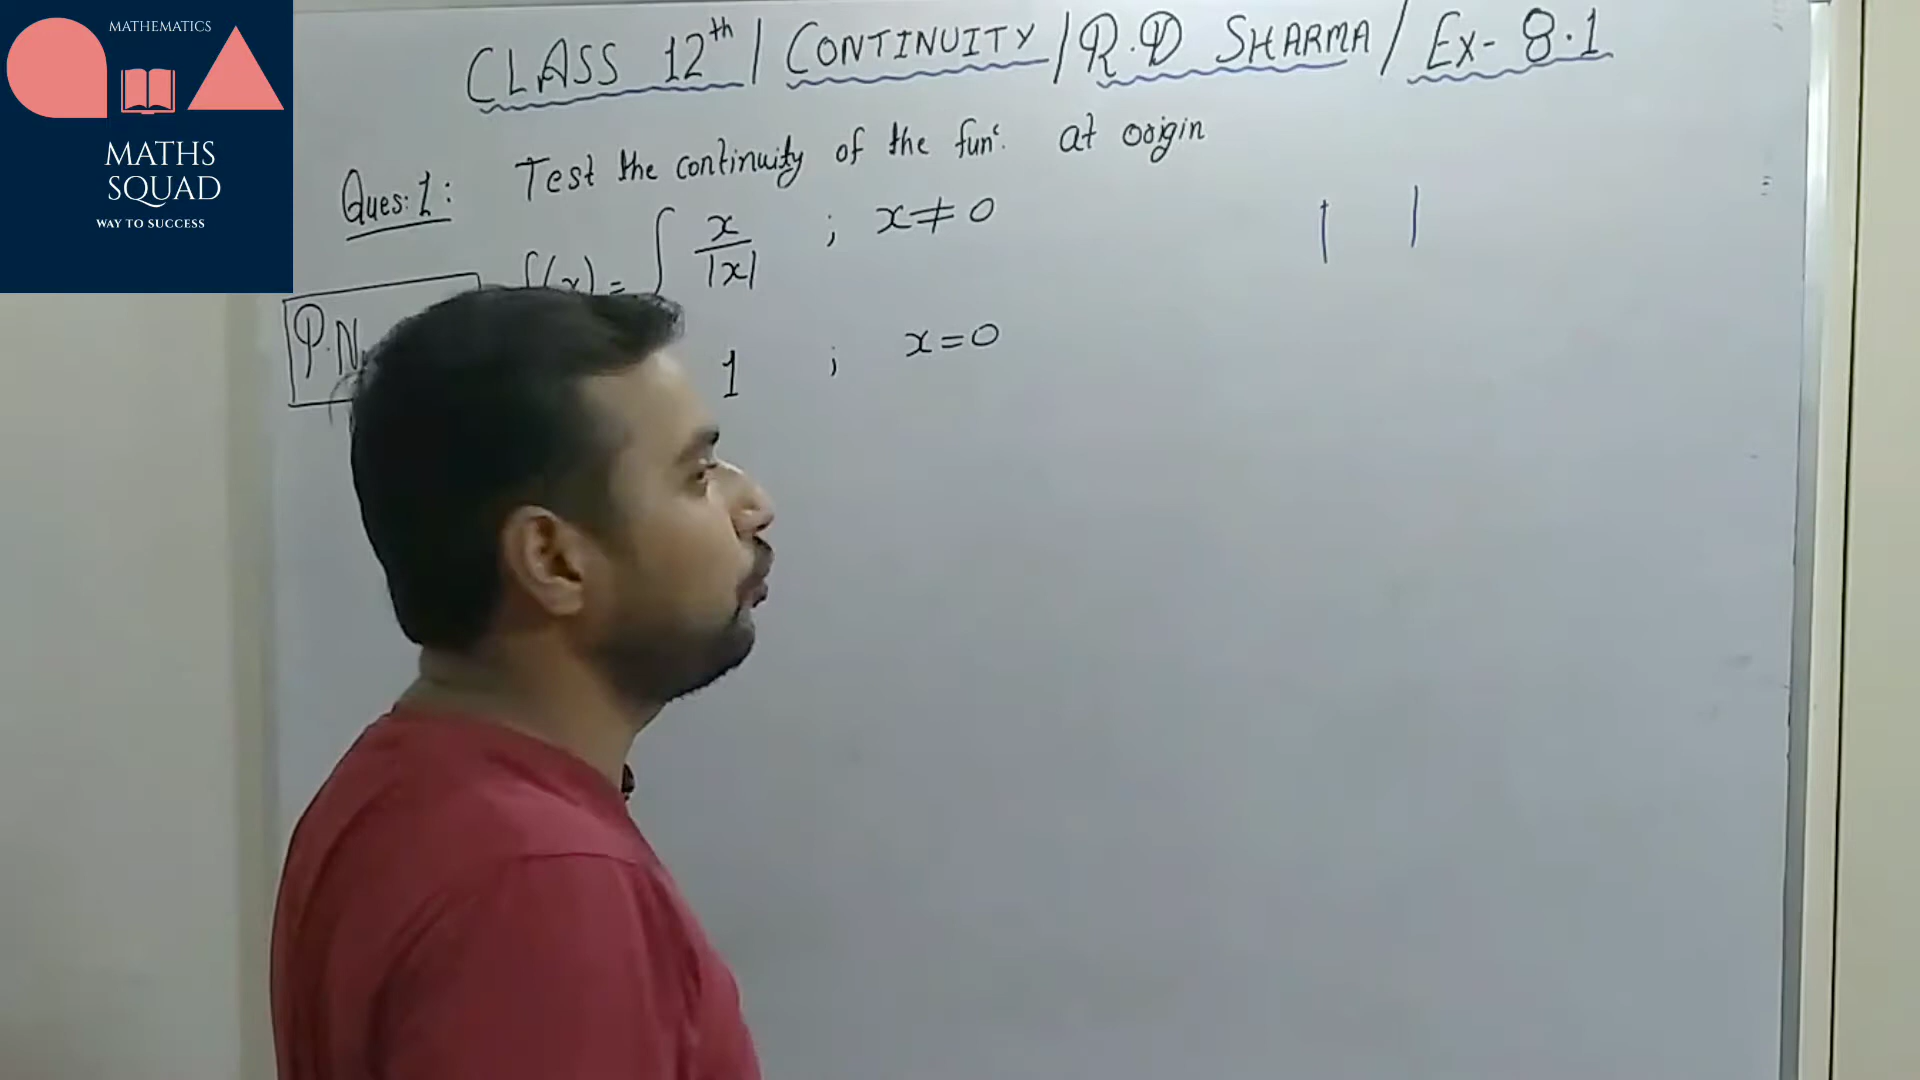 MATHEMATICS
MATHS
SQUAD
WAY TO SUCCESS
CLASS 12th / CONTINUITY / R.D SHARMA / Ex- 8.1
Ques: 1: Test the continuity of the func. at origin
f(x) = { x/|x| ; x ≠ 0
1 ; x = 0
P.N.
| |